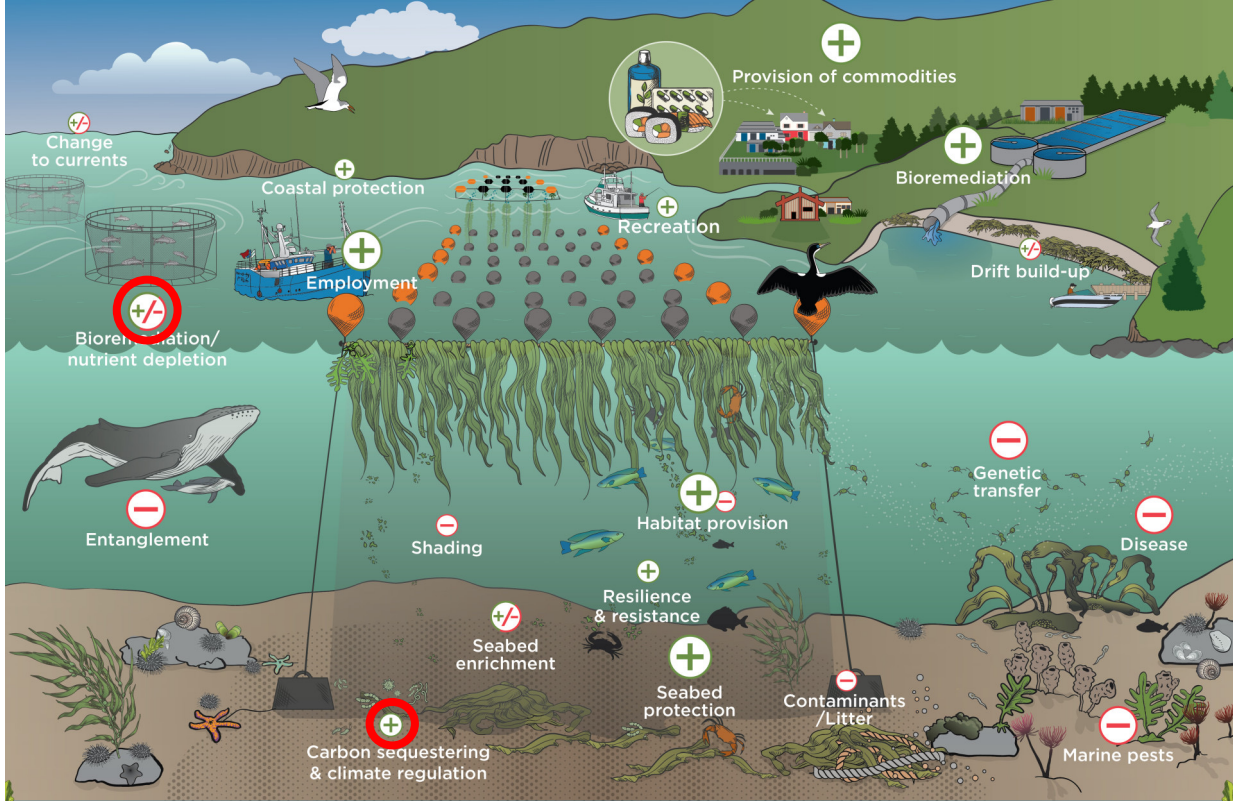 Provision of commodities
+/-
Change
to currents
+
Coastal protection
+
Bioremediation
+
Recreation
+
Employment
+/-
Drift build-up
+/-
Bioremediation/
nutrient depletion
−
Genetic
transfer
−
Entanglement
+ −
Habitat provision
−
Shading
−
Disease
+
Resilience
& resistance
+/-
Seabed
enrichment
+
Seabed
protection
−
Contaminants
/Litter
+
Carbon sequestering
& climate regulation
−
Marine pests